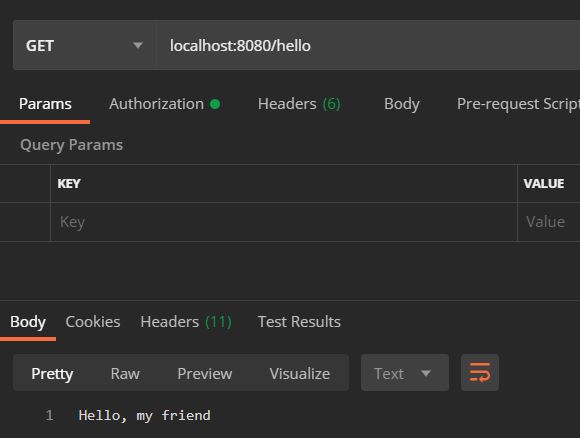 GET localhost:8080/hello
Params Authorization Headers (6) Body Pre-request Script
Query Params
KEY VALUE
Key Value
Body Cookies Headers (11) Test Results
Pretty Raw Preview Visualize Text
1 Hello, my friend